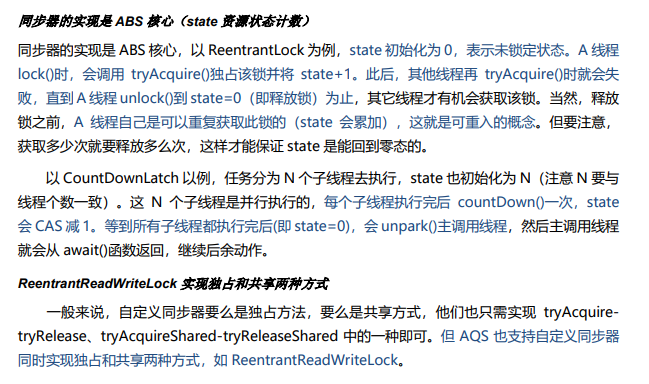 同步器的实现是 ABS 核心（state 资源状态计数）
同步器的实现是 ABS 核心，以 ReentrantLock 为例，state 初始化为 0，表示未锁定状态。A 线程
lock()时，会调用 tryAcquire()独占该锁并将 state+1。此后，其他线程再 tryAcquire()时就会失
败，直到 A 线程 unlock()到 state=0（即释放锁）为止，其它线程才有机会获取该锁。当然，释放
锁之前，A 线程自己是可以重复获取此锁的（state 会累加），这就是可重入的概念。但要注意，
获取多少次就要释放多么次，这样才能保证 state 是能回到零态的。
以 CountDownLatch 以例，任务分为 N 个子线程去执行，state 也初始化为 N（注意 N 要与
线程个数一致）。这 N 个子线程是并行执行的，每个子线程执行完后 countDown()一次，state
会 CAS 减 1。等到所有子线程都执行完后(即 state=0)，会 unpark()主调用线程，然后主调用线程
就会从 await()函数返回，继续后余动作。
ReentrantReadWriteLock 实现独占和共享两种方式
一般来说，自定义同步器要么是独占方法，要么是共享方式，他们也只需实现 tryAcquire-
tryRelease、tryAcquireShared-tryReleaseShared 中的一种即可。但 AQS 也支持自定义同步器
同时实现独占和共享两种方式，如 ReentrantReadWriteLock。